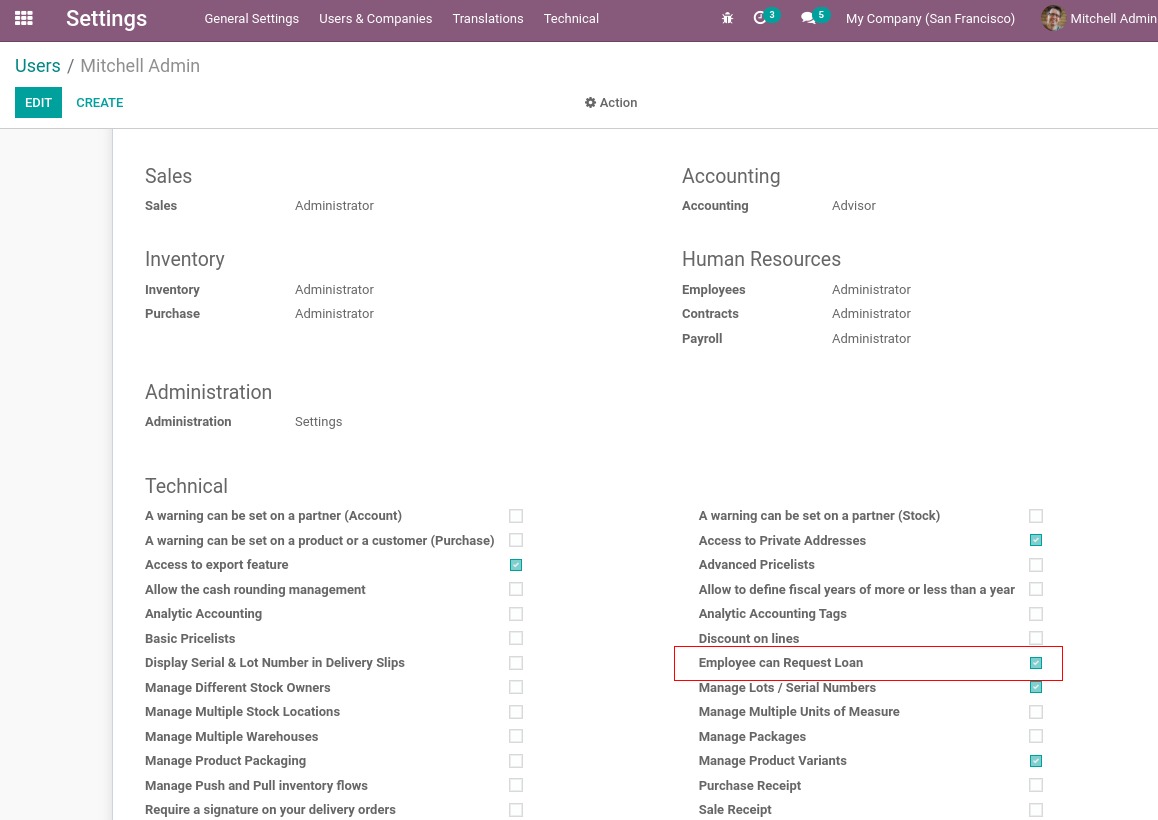 Settings General Settings Users & Companies Translations Technical 3 5 My Company (San Francisco) Mitchell Admin
Users / Mitchell Admin
EDIT CREATE Action
Sales Accounting
Sales Administrator Accounting Advisor
Inventory Human Resources
Inventory Administrator Employees Administrator
Purchase Administrator Contracts Administrator
Payroll Administrator
Administration
Administration Settings
Technical
A warning can be set on a partner (Account) A warning can be set on a partner (Stock)
A warning can be set on a product or a customer (Purchase) Access to Private Addresses
Access to export feature Advanced Pricelists
Allow the cash rounding management Allow to define fiscal years of more or less than a year
Analytic Accounting Analytic Accounting Tags
Basic Pricelists Discount on lines
Display Serial & Lot Number in Delivery Slips Employee can Request Loan
Manage Different Stock Owners Manage Lots / Serial Numbers
Manage Multiple Stock Locations Manage Multiple Units of Measure
Manage Multiple Warehouses Manage Packages
Manage Product Packaging Manage Product Variants
Manage Push and Pull inventory flows Purchase Receipt
Require a signature on your delivery orders Sale Receipt